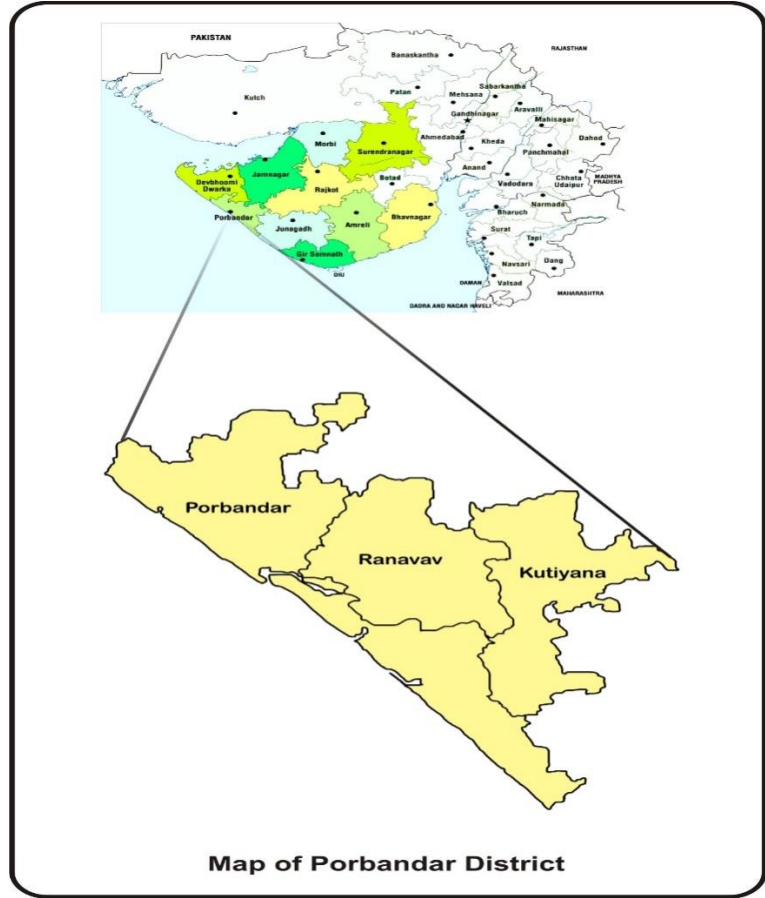 PAKISTAN
RAJASTHAN
Banaskantha
Kutch
Patan
Mehsana
Sabarkantha
Aravalli
Gandhinagar
Mahisagar
Morbi
Surendranagar
Ahmedabad
Kheda
Panchmahal
Dahod
Jamnagar
Devbhoomi
Dwarka
Rajkot
Botad
Anand
Vadodara
Chhata
Udaipur
MADHYA
PRADESH
Porbandar
Junagadh
Amreli
Bhavnagar
Bharuch
Narmada
Surat
Tapi
Gir Somnath
DIU
Navsari
Dang
DAMAN
Valsad
MAHARASHTRA
DADRA AND NAGAR HAVELI
Porbandar
Ranavav
Kutiyana
Map of Porbandar District